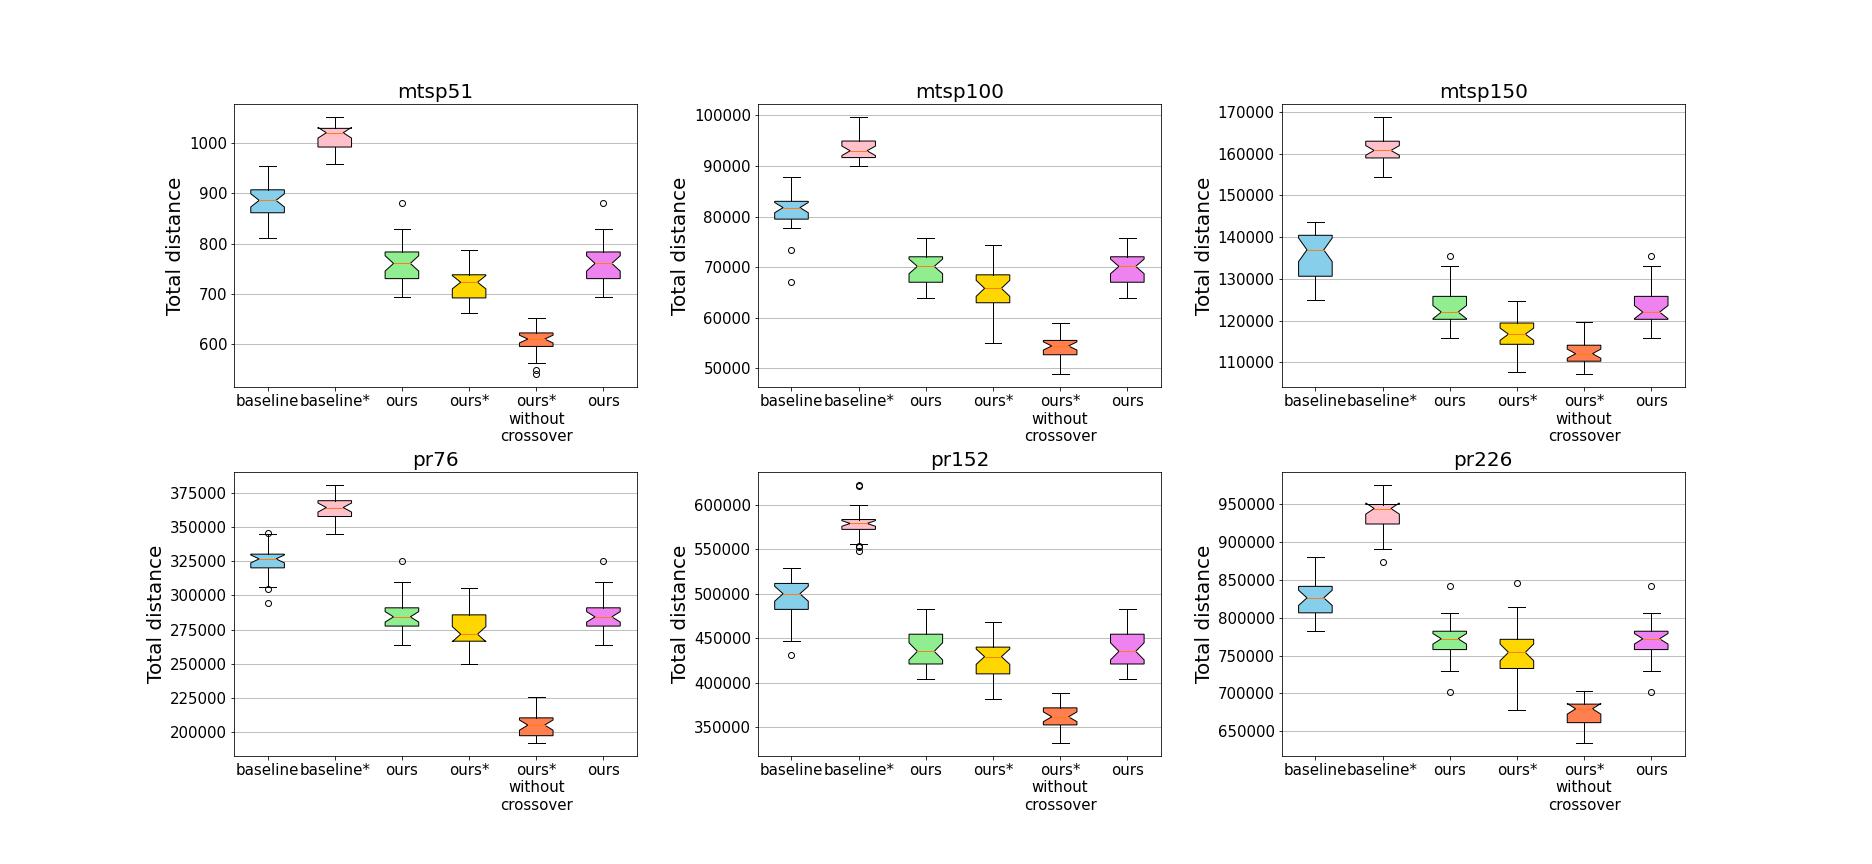 mtsp51
mtsp100
mtsp150
Total distance
1000
900
800
700
600
baseline baseline* ours ours* ours* ours
without
crossover
Total distance
100000
90000
80000
70000
60000
50000
baseline baseline* ours ours* ours* ours
without
crossover
Total distance
170000
160000
150000
140000
130000
120000
110000
baseline baseline* ours ours* ours* ours
without
crossover
pr76
pr152
pr226
Total distance
375000
350000
325000
300000
275000
250000
225000
200000
baseline baseline* ours ours* ours* ours
without
crossover
Total distance
600000
550000
500000
450000
400000
350000
baseline baseline* ours ours* ours* ours
without
crossover
Total distance
950000
900000
850000
800000
750000
700000
650000
baseline baseline* ours ours* ours* ours
without
crossover